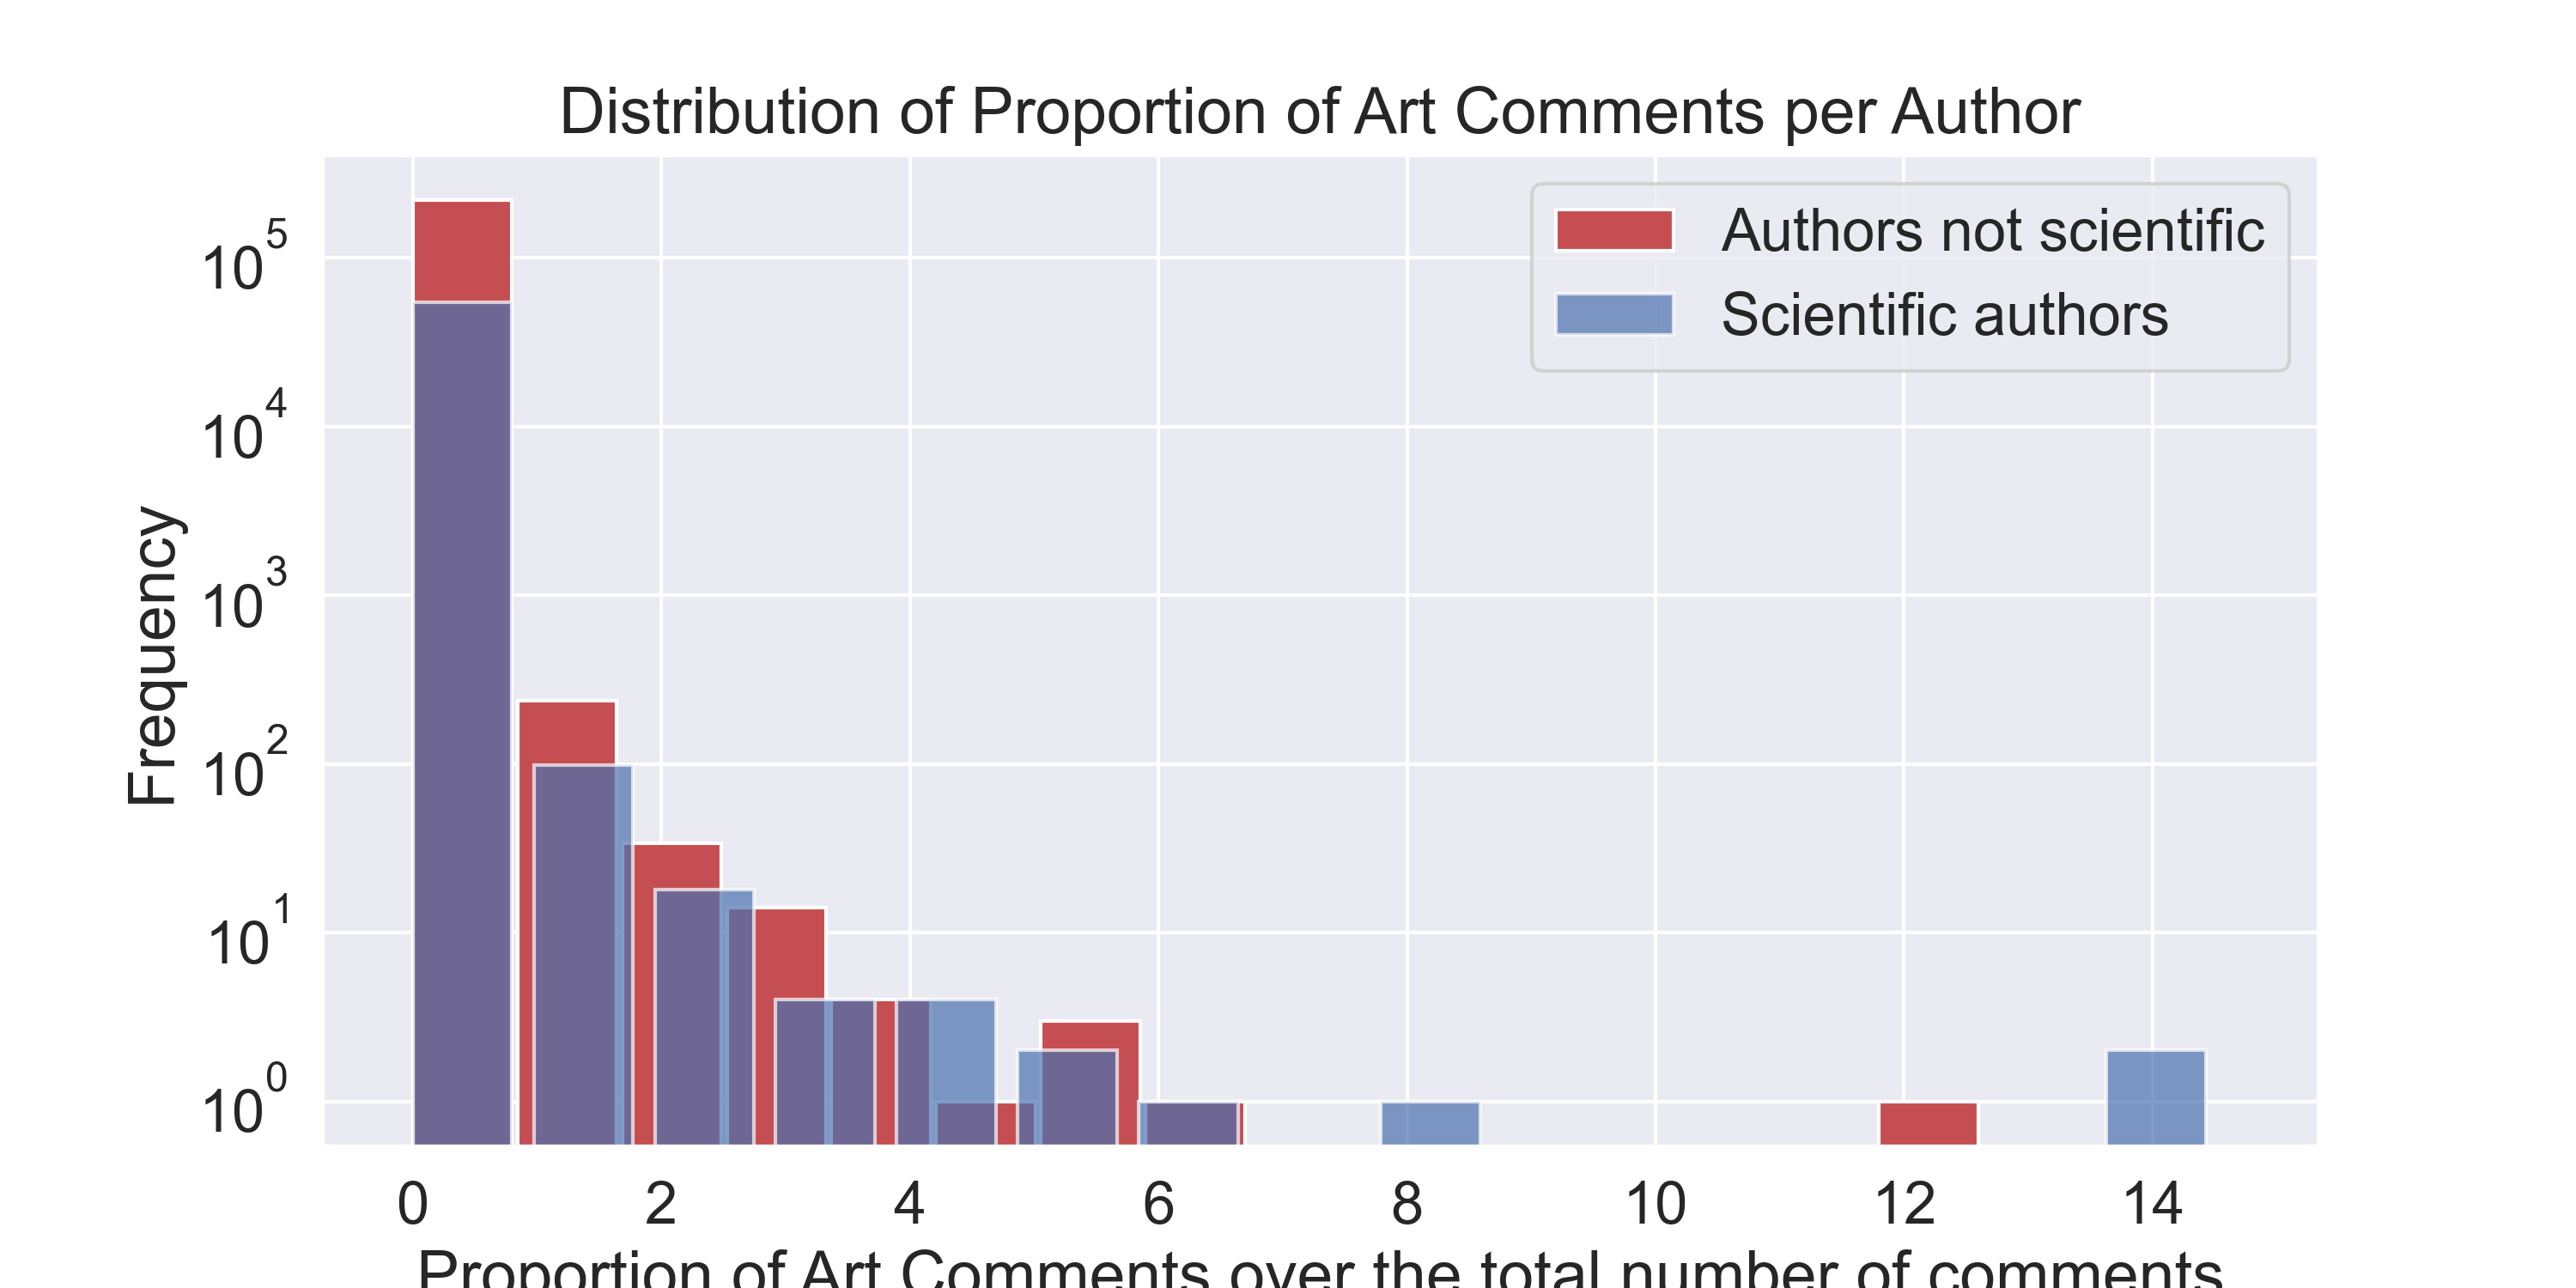 Distribution of Proportion of Art Comments per Author
Authors not scientific
Scientific authors
Frequency
10^5
10^4
10^3
10^2
10^1
10^0
0 2 4 6 8 10 12 14
Proportion of Art Comments over the total number of comments